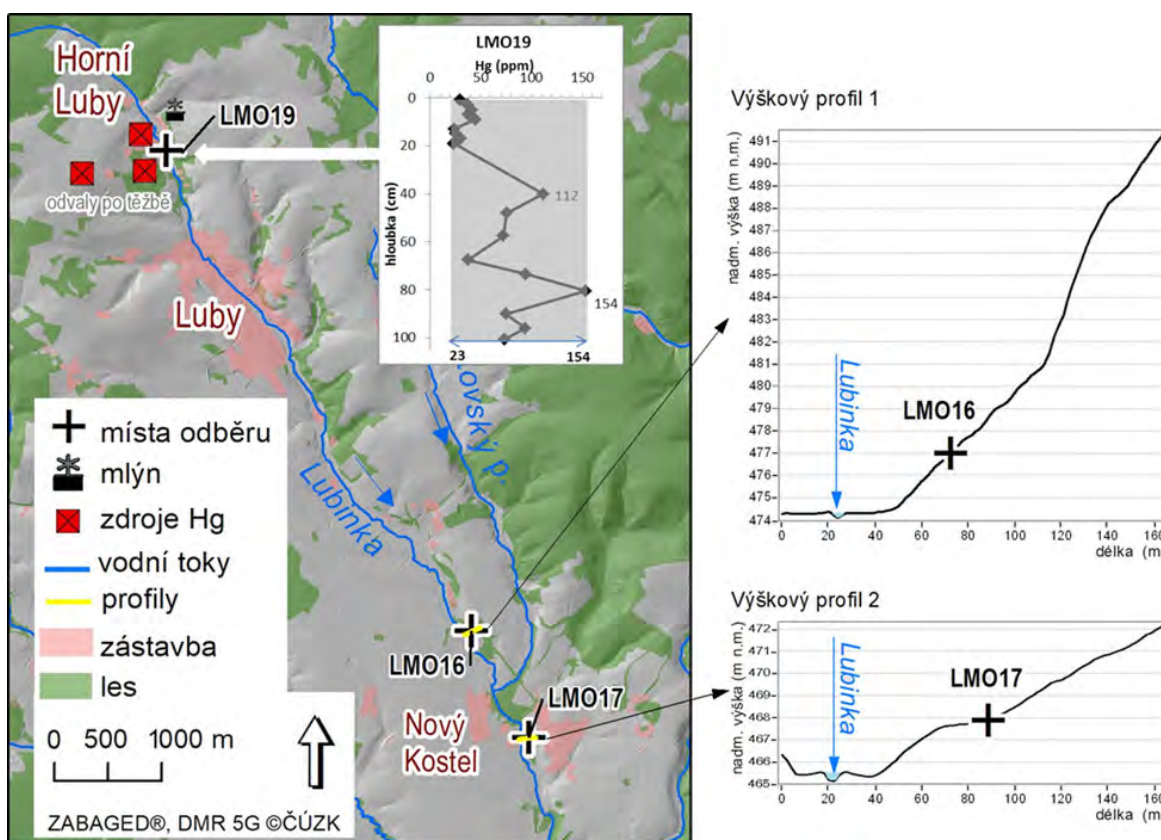 Horní
Luby
LMO19
odvaly po těžbě
Luby
Lubinka
ovský p.
LMO16
LMO17
Nový
Kostel
LMO19
Hg (ppm)
0 50 100 150
hloubka (cm)
0
20
40
60
80
100
112
154
23 154
místa odběru
mlýn
zdroje Hg
vodní toky
profily
zástavba
les
0 500 1000 m
ZABAGED®, DMR 5G ©ČÚZK
Výškový profil 1
nadm. výška (m n.m.)
491
490
489
488
487
486
485
484
483
482
481
480
479
478
477
476
475
474
Lubinka
LMO16
0 20 40 60 80 100 120 140 160
délka (m
Výškový profil 2
nadm. výška (m n.m.)
472
471
470
469
468
467
466
465
Lubinka
LMO17
0 20 40 60 80 100 120 140 160
délka (m